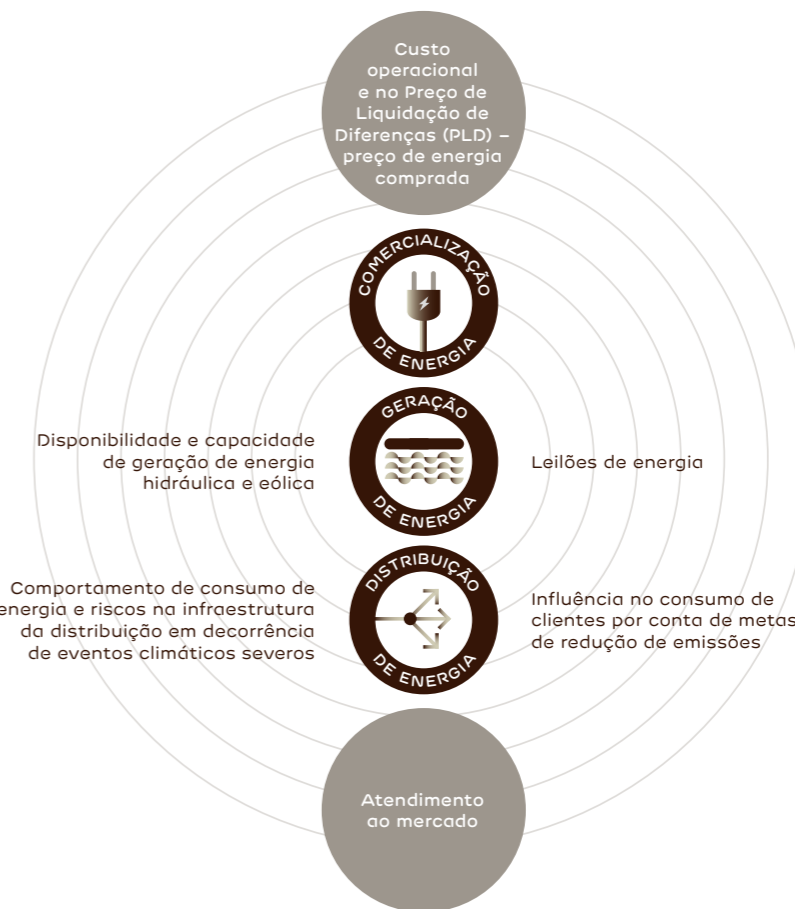 Custo
operacional
e no Preço de
Liquidação de
Diferenças (PLD) –
preço de energia
comprada
COMERCIALIZAÇÃO
DE ENERGIA
GERAÇÃO
DE ENERGIA
Disponibilidade e capacidade
de geração de energia
hidráulica e eólica
Leilões de energia
DISTRIBUIÇÃO
DE ENERGIA
Comportamento de consumo de
energia e riscos na infraestrutura
da distribuição em decorrência
de eventos climáticos severos
Influência no consumo de
clientes por conta de metas
de redução de emissões
Atendimento
ao mercado